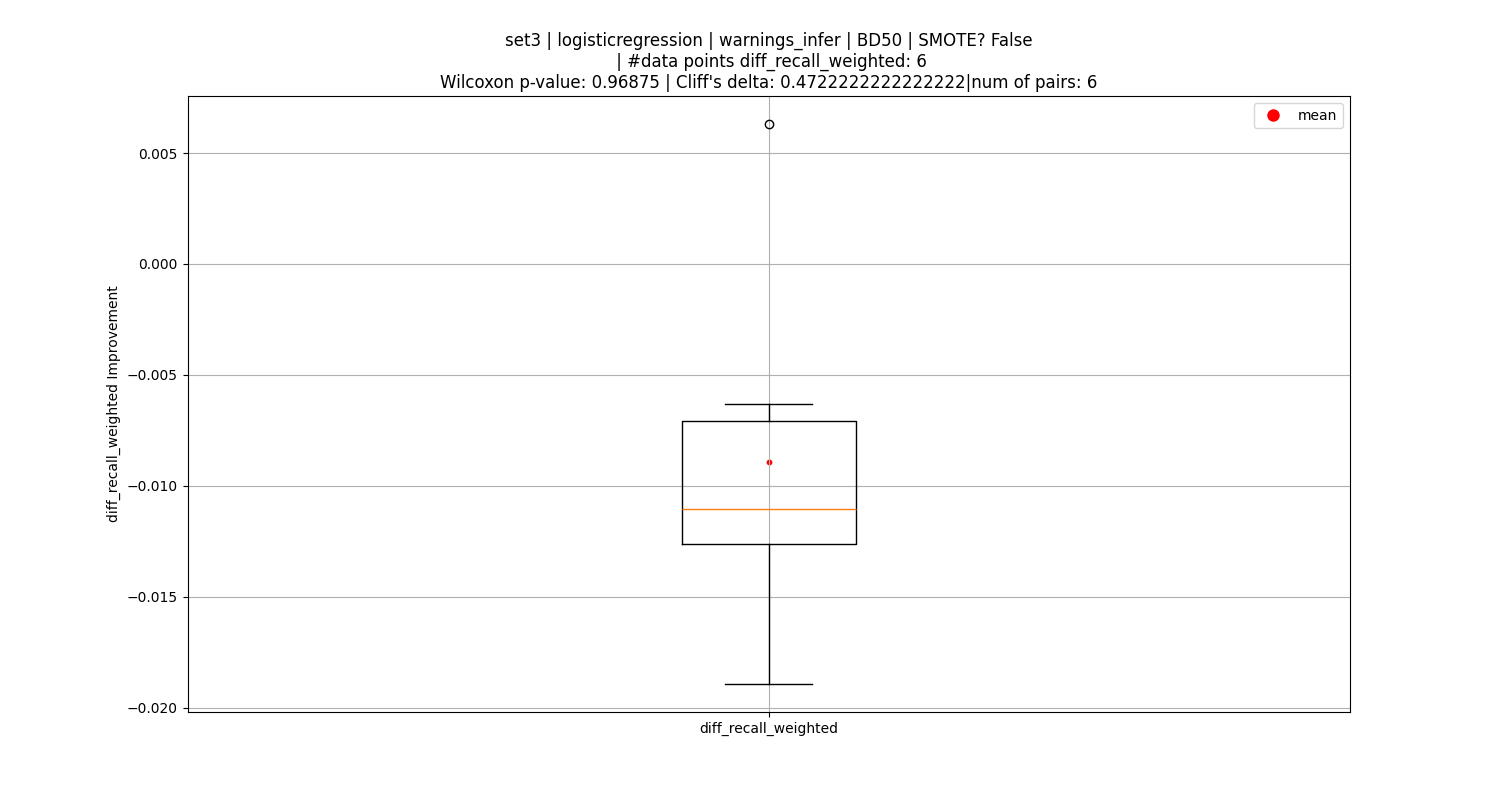 set3 | logisticregression | warnings_infer | BD50 | SMOTE? False
| #data points diff_recall_weighted: 6
Wilcoxon p-value: 0.96875 | Cliff's delta: 0.4722222222222222|num of pairs: 6
mean
0.005
0.000
−0.005
−0.010
−0.015
−0.020
diff_recall_weighted Improvement
diff_recall_weighted